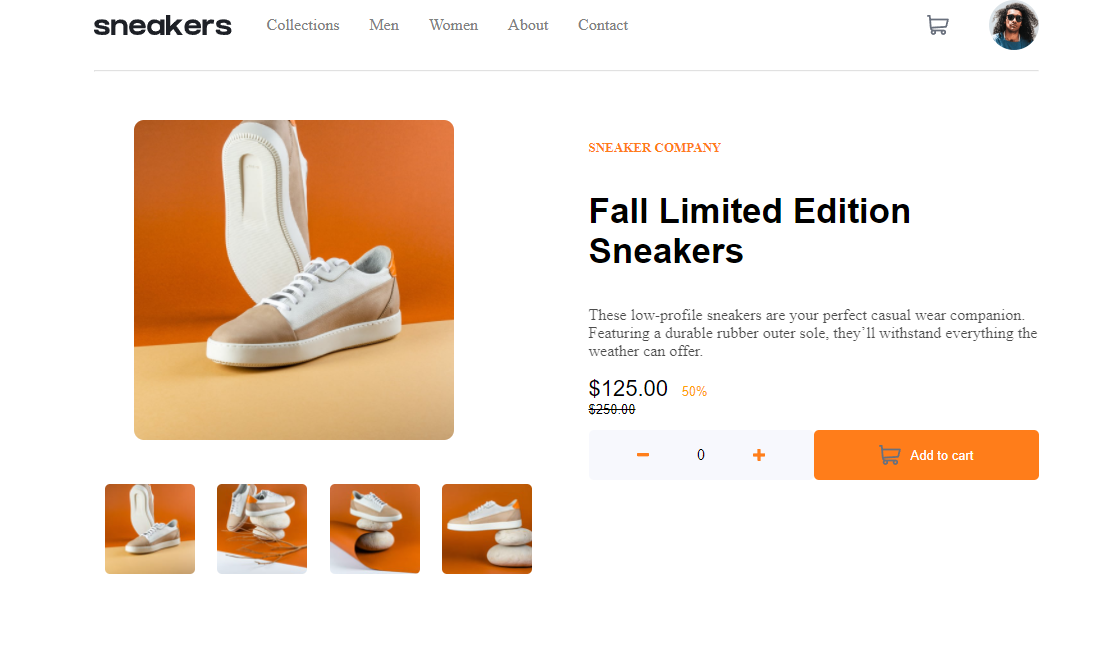 sneakers Collections Men Women About Contact
SNEAKER COMPANY
Fall Limited Edition
Sneakers
These low-profile sneakers are your perfect casual wear companion.
Featuring a durable rubber outer sole, they’ll withstand everything the
weather can offer.
$125.00 50%
$250.00
0 Add to cart